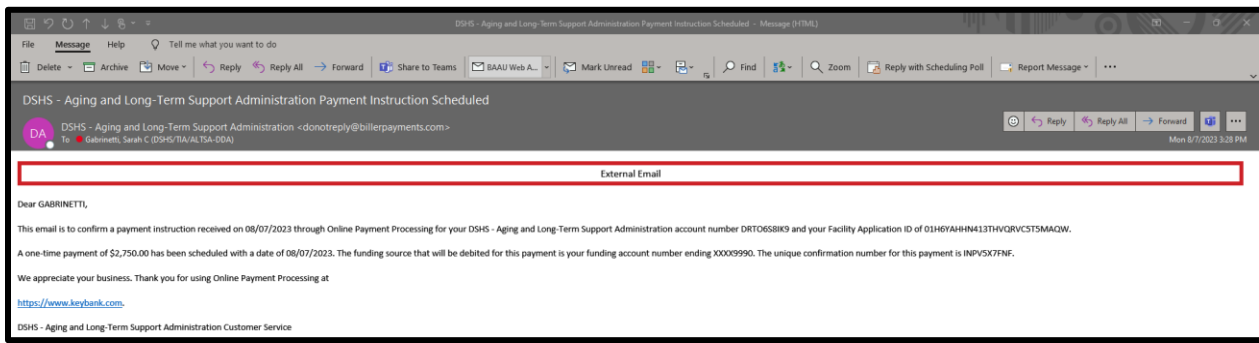 DSHS - Aging and Long-Term Support Administration Payment Instruction Scheduled - Message (HTML)
File Message Help Tell me what you want to do
Delete Archive Move Reply Reply All Forward Share to Teams BAAU Web A... Mark Unread Find Zoom Reply with Scheduling Poll Report Message
DSHS - Aging and Long-Term Support Administration Payment Instruction Scheduled
DA
DSHS - Aging and Long-Term Support Administration <donotreply@billerpayments.com>
To Gabrinetti, Sarah C (DSHS/TIA/ALTSA-DDA)
Reply Reply All Forward
Mon 8/7/2023 3:28 PM
External Email
Dear GABRINETTI,
This email is to confirm a payment instruction received on 08/07/2023 through Online Payment Processing for your DSHS - Aging and Long-Term Support Administration account number DRTO6S8IK9 and your Facility Application ID of 01H6YAHHN413THVQRVC5T5MAQW.
A one-time payment of $2,750.00 has been scheduled with a date of 08/07/2023. The funding source that will be debited for this payment is your funding account number ending XXXX9990. The unique confirmation number for this payment is INPV5X7FNF.
We appreciate your business. Thank you for using Online Payment Processing at
https://www.keybank.com.
DSHS - Aging and Long-Term Support Administration Customer Service